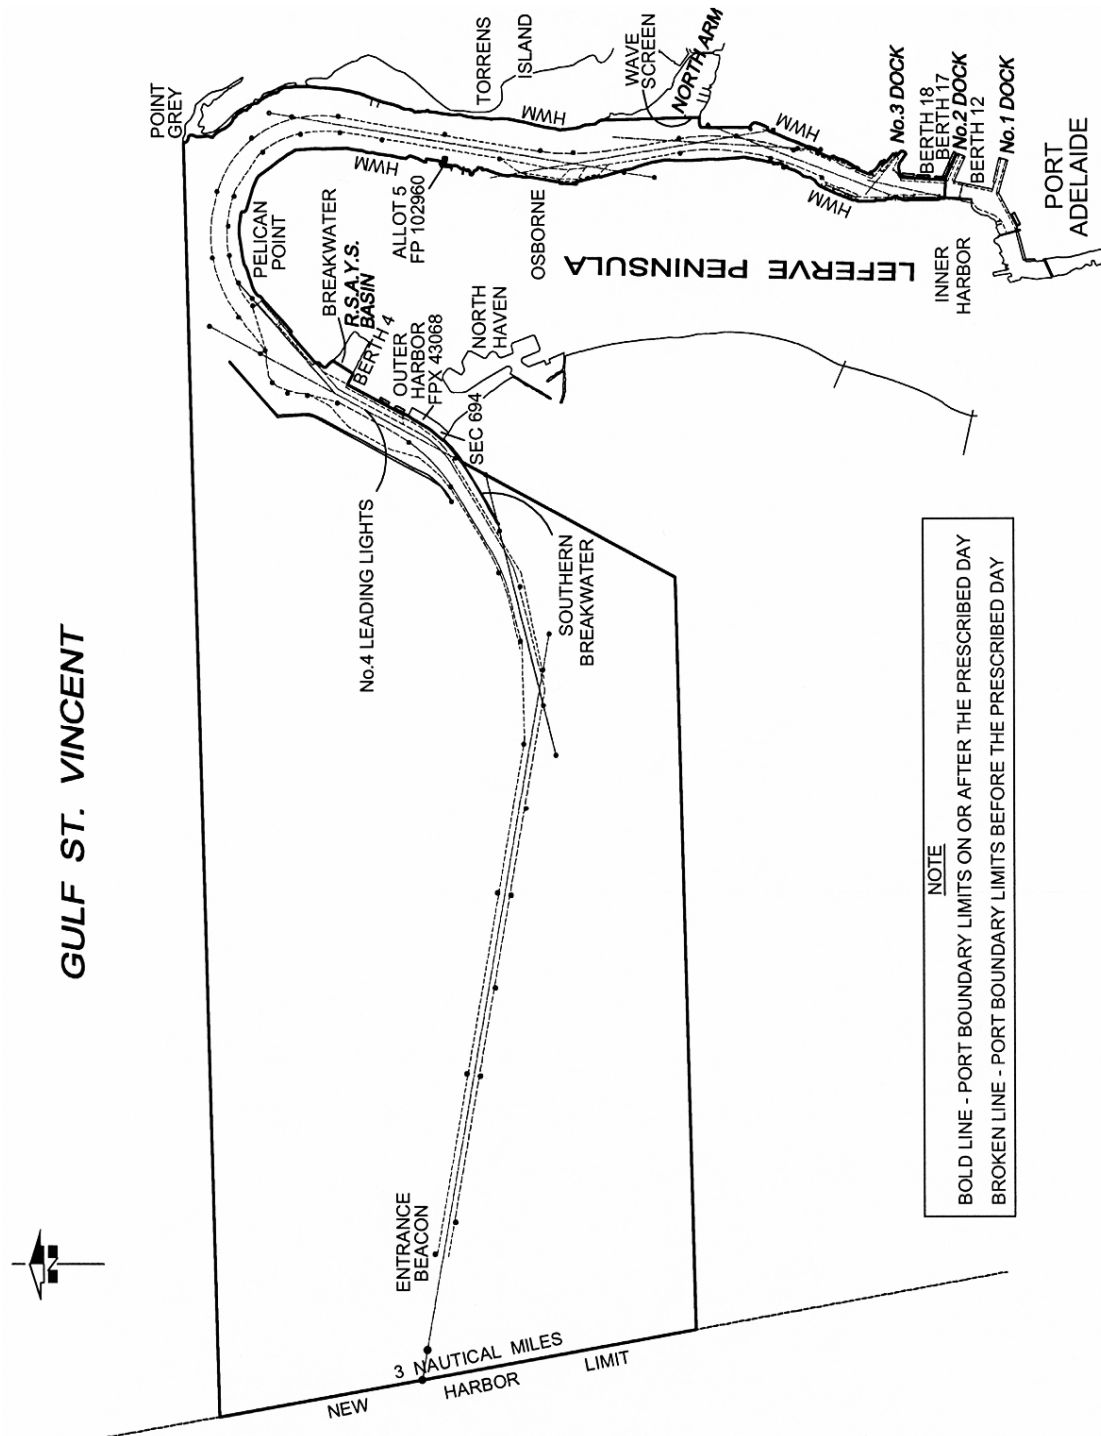 GULF ST. VINCENT
N
POINT
GREY
TORRENS
ISLAND
WAVE
SCREEN
NORTH ARM
HWM
HWM
HWM
HWM
No.3 DOCK
BERTH 18
BERTH 17
No.2 DOCK
BERTH 12
No.1 DOCK
PORT
ADELAIDE
INNER
HARBOR
LEFERVE PENINSULA
OSBORNE
ALLOT 5
FP 102960
PELICAN
POINT
BREAKWATER
R.S.A.Y.S.
BASIN
BERTH 4
OUTER
HARBOR
FPX 43068
NORTH
HAVEN
SEC 694
No.4 LEADING LIGHTS
SOUTHERN
BREAKWATER
ENTRANCE
BEACON
3 NAUTICAL MILES
NEW HARBOR LIMIT
NOTE
BOLD LINE - PORT BOUNDARY LIMITS ON OR AFTER THE PRESCRIBED DAY
BROKEN LINE - PORT BOUNDARY LIMITS BEFORE THE PRESCRIBED DAY